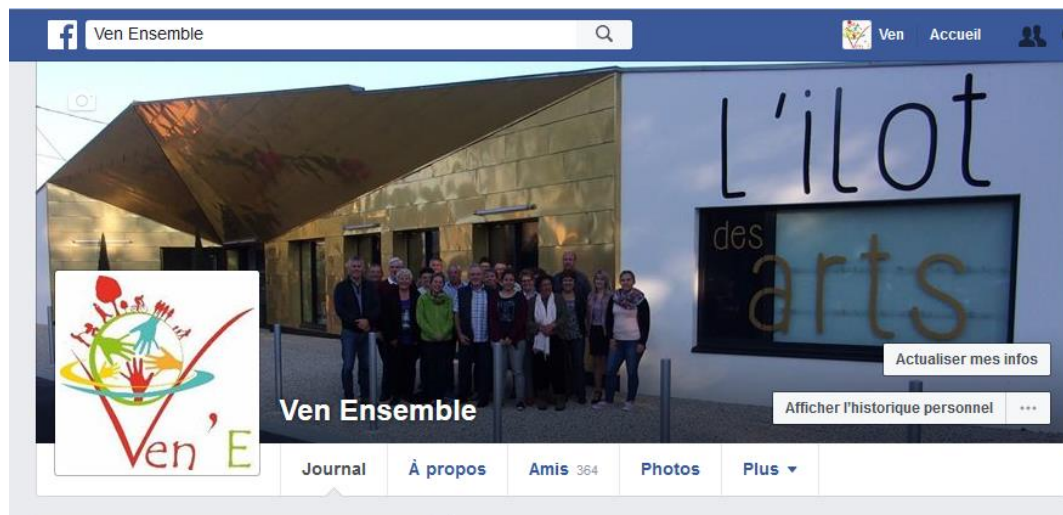 f
Ven Ensemble
Ven
Accueil
L'ilot
des
arts
Actualiser mes infos
Ven Ensemble
Afficher l'historique personnel
Ven'E
Journal
À propos
Amis 364
Photos
Plus